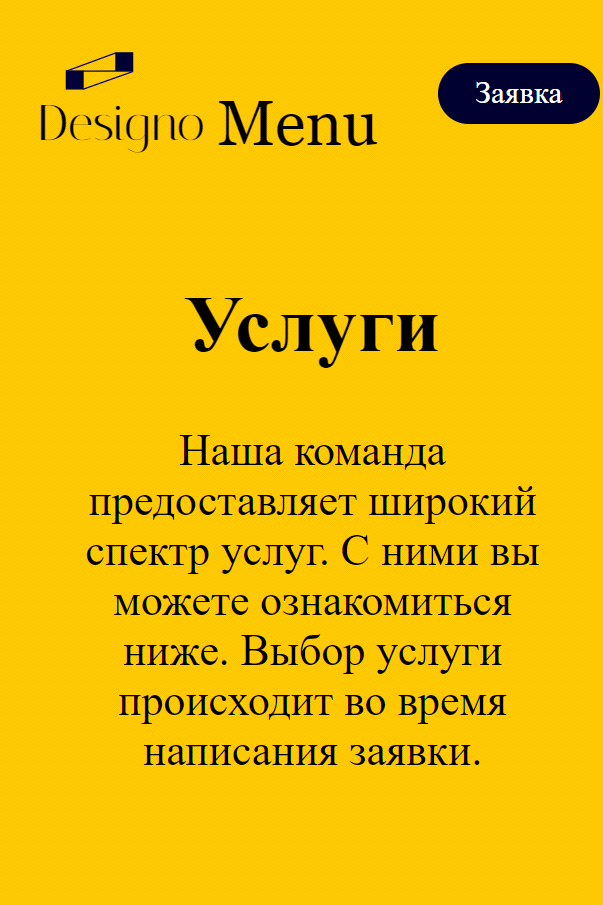 Designo Menu
Заявка
Услуги
Наша команда
предоставляет широкий
спектр услуг. С ними вы
можете ознакомиться
ниже. Выбор услуги
происходит во время
написания заявки.